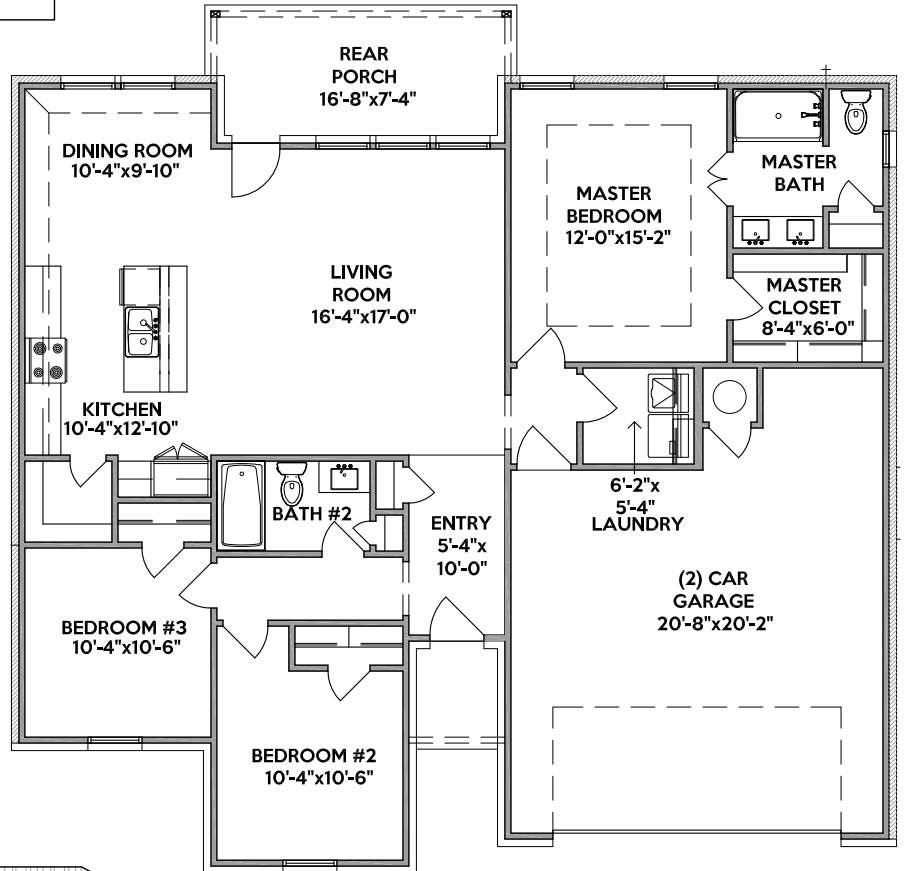 REAR
PORCH
16'-8"x7'-4"
DINING ROOM
10'-4"x9'-10"
MASTER
BATH
MASTER
BEDROOM
12'-0"x15'-2"
LIVING
ROOM
16'-4"x17'-0"
MASTER
CLOSET
8'-4"x6'-0"
KITCHEN
10'-4"x12'-10"
6'-2"x
5'-4"
LAUNDRY
BATH #2
ENTRY
5'-4"x
10'-0"
(2) CAR
GARAGE
20'-8"x20'-2"
BEDROOM #3
10'-4"x10'-6"
BEDROOM #2
10'-4"x10'-6"